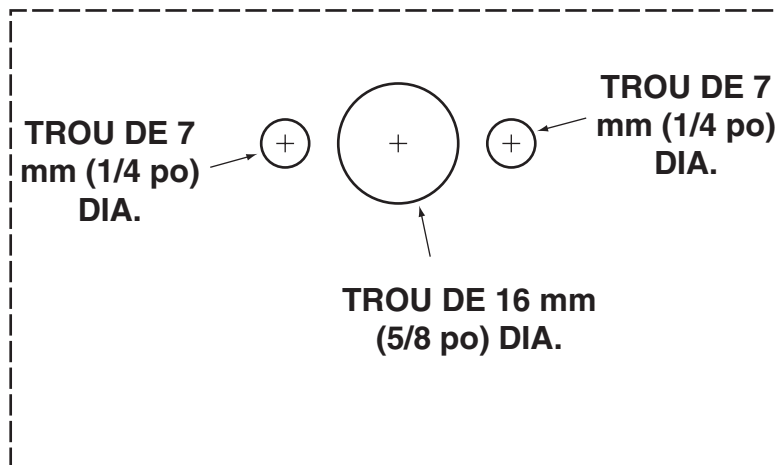 TROU DE 7
mm (1/4 po)
DIA.
TROU DE 7
mm (1/4 po)
DIA.
TROU DE 16 mm
(5/8 po) DIA.